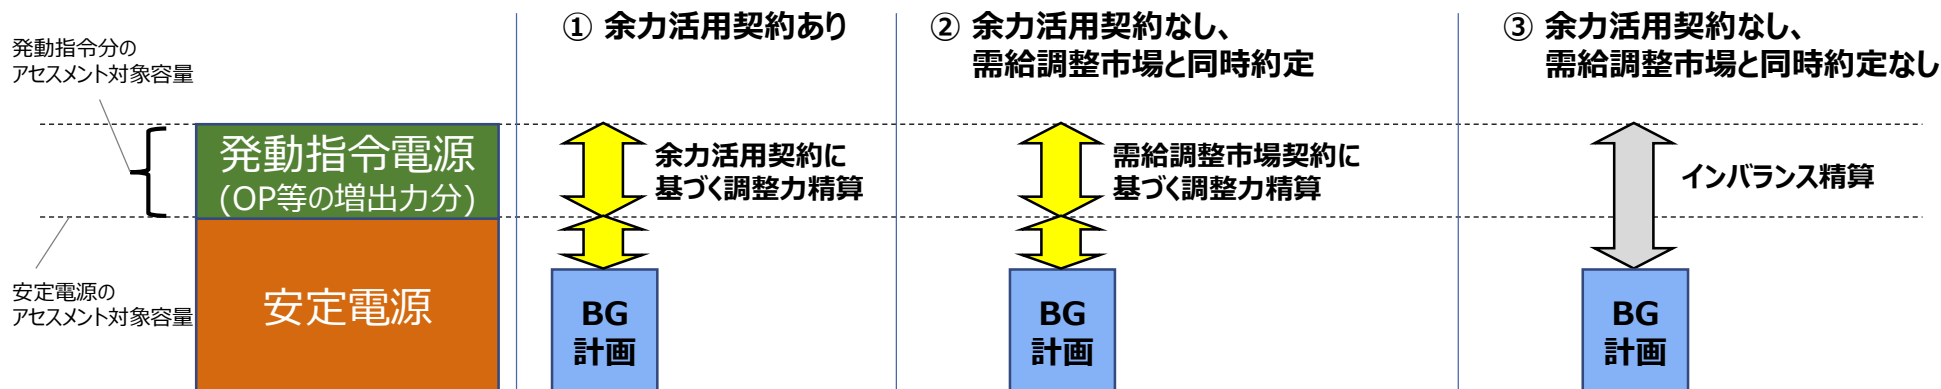 発動指令分の
アセスメント対象容量
安定電源の
アセスメント対象容量
発動指令電源
(OP等の増出力分)
安定電源
① 余力活用契約あり
余力活用契約に
基づく調整力精算
BG
計画
② 余力活用契約なし、
需給調整市場と同時約定
需給調整市場契約に
基づく調整力精算
BG
計画
③ 余力活用契約なし、
需給調整市場と同時約定なし
インバランス精算
BG
計画